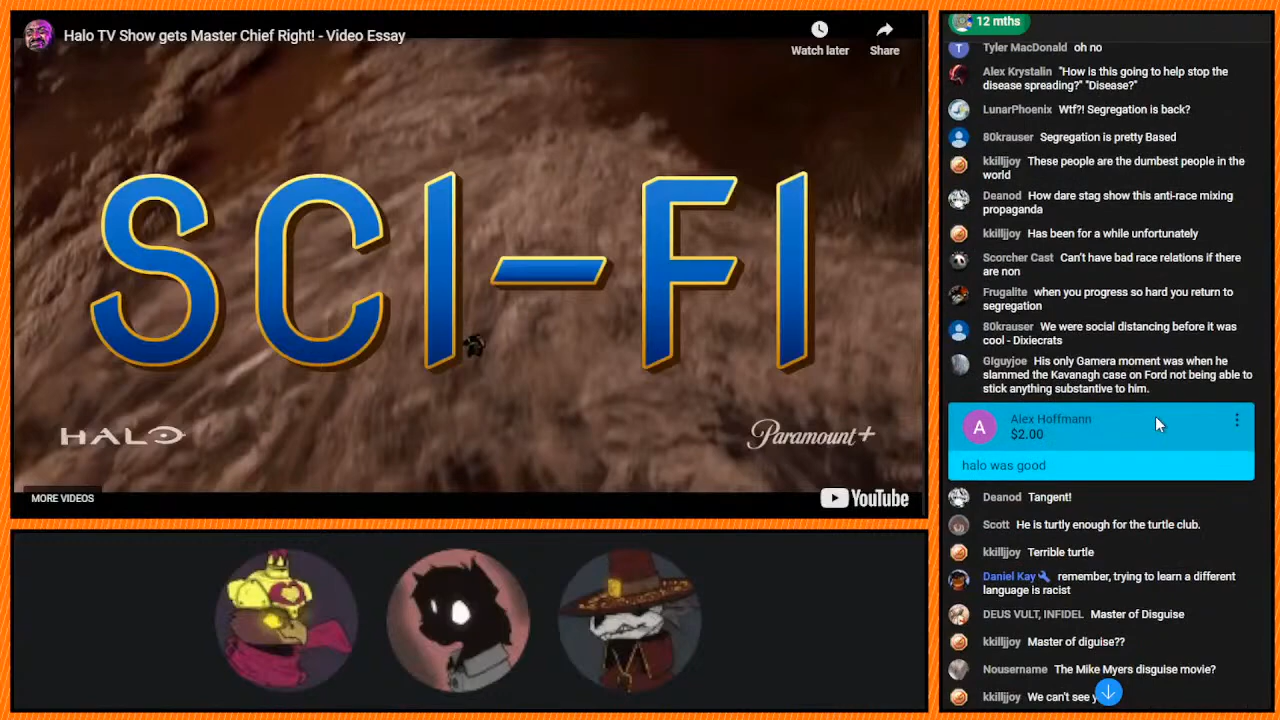 Halo TV Show gets Master Chief Right! - Video Essay
Watch later
Share
SCI-FI
HALO
Paramount+
MORE VIDEOS
YouTube
12 mths
Tyler MacDonald oh no
Alex Krystalin "How is this going to help stop the
disease spreading?" "Disease?"
LunarPhoenix Wtf?! Segregation is back?
80krauser Segregation is pretty Based
kkilljjoy These people are the dumbest people in the
world
Deanod How dare stag show this anti-race mixing
propaganda
kkilljjoy Has been for a while unfortunately
Scorcher Cast Can't have bad race relations if there
are non
Frugalite when you progress so hard you return to
segregation
80krauser We were social distancing before it was
cool - Dixiecrats
Glguyjoe His only Gamera moment was when he
slammed the Kavanagh case on Ford not being able to
stick anything substantive to him.
A
Alex Hoffmann
$2.00
halo was good
Deanod Tangent!
Scott He is turtly enough for the turtle club.
kkilljjoy Terrible turtle
Daniel Kay remember, trying to learn a different
language is racist
DEUS VULT, INFIDEL Master of Disguise
kkilljjoy Master of diguise??
Nousername The Mike Myers disguise movie?
kkilljjoy We can't see